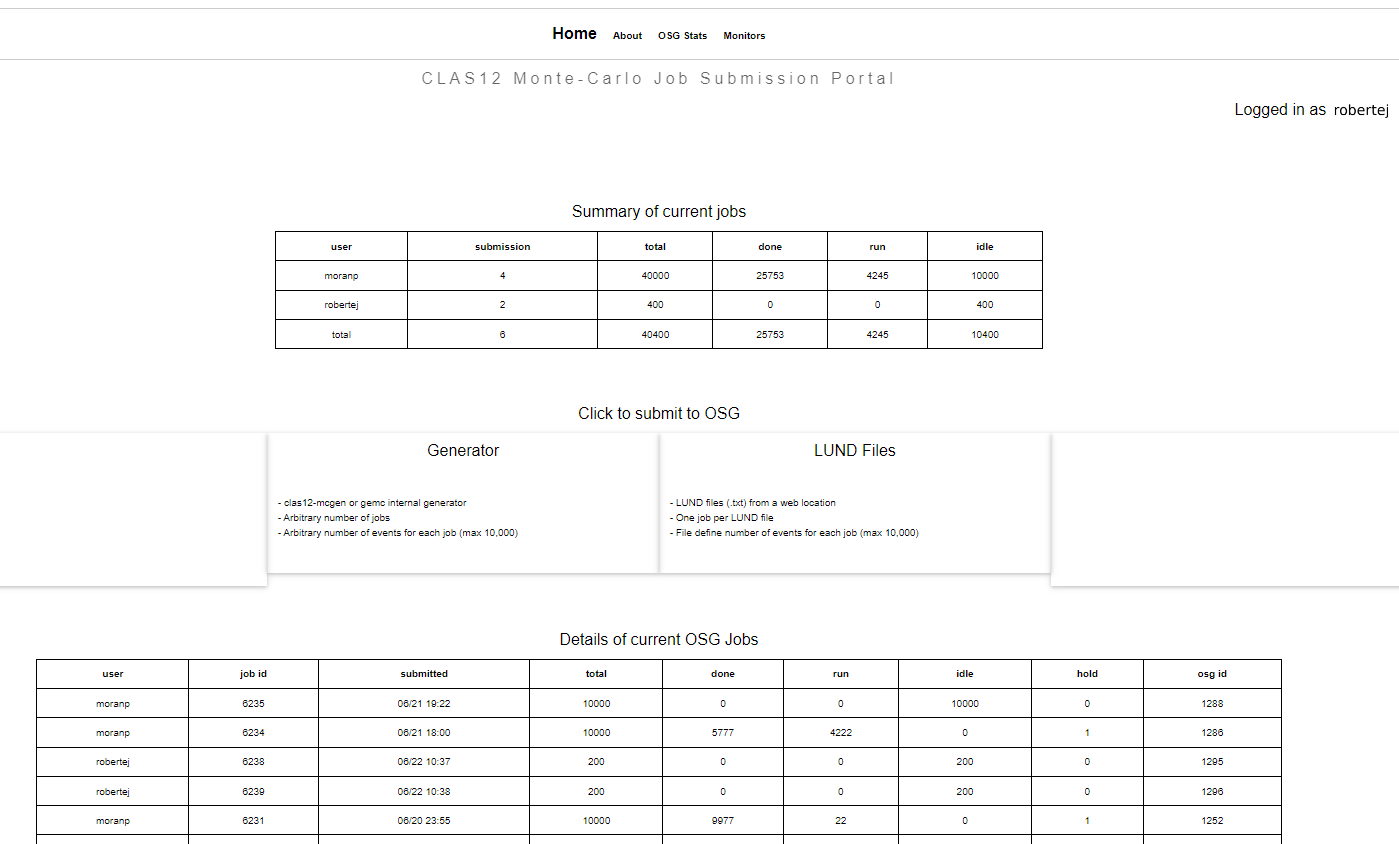 Home About OSG Stats Monitors
CLAS12 Monte-Carlo Job Submission Portal
Logged in as robertej
Summary of current jobs
user submission total done run idle
moranp 4 40000 25753 4245 10000
robertej 2 400 0 0 400
total 6 40400 25753 4245 10400
Click to submit to OSG
Generator
- clas12-mcgen or gemc internal generator
- Arbitrary number of jobs
- Arbitrary number of events for each job (max 10,000)
LUND Files
- LUND files (.txt) from a web location
- One job per LUND file
- File define number of events for each job (max 10,000)
Details of current OSG Jobs
user job id submitted total done run idle hold osg id
moranp 6235 06/21 19:22 10000 0 0 10000 0 1288
moranp 6234 06/21 18:00 10000 5777 4222 0 1 1286
robertej 6238 06/22 10:37 200 0 0 200 0 1295
robertej 6239 06/22 10:38 200 0 0 200 0 1296
moranp 6231 06/20 23:55 10000 9977 22 0 1 1252